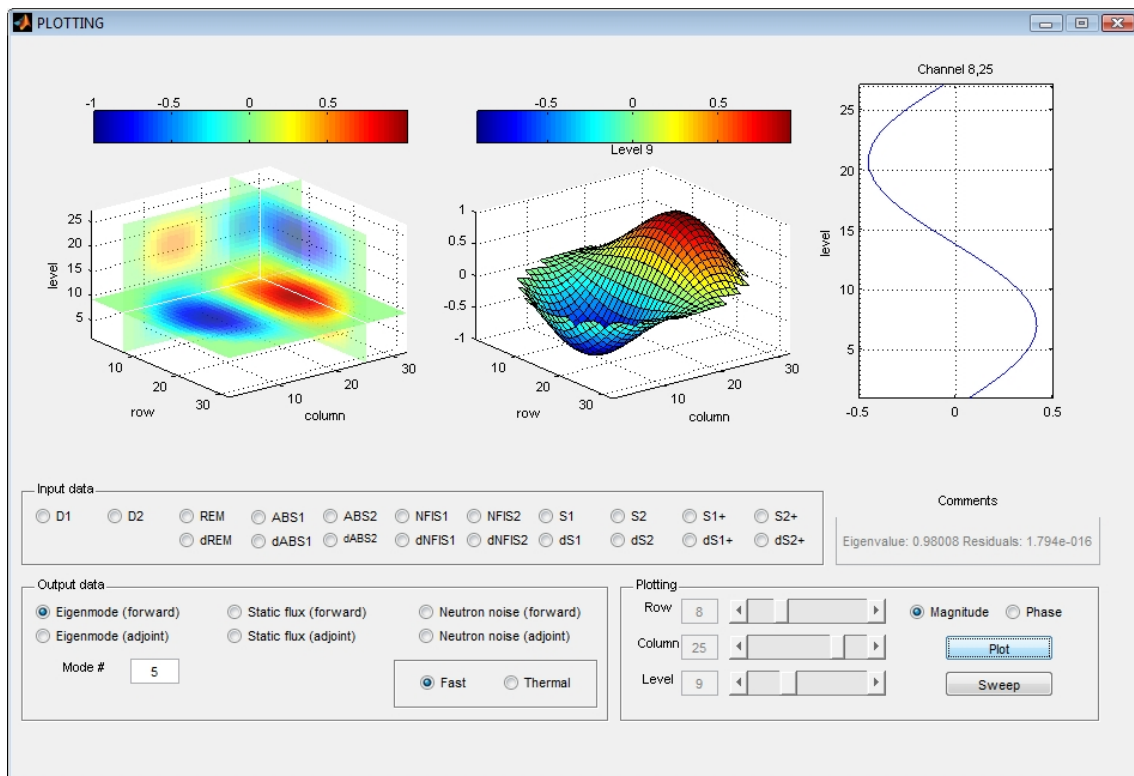 PLOTTING
-1 -0.5 0 0.5
-0.5 0 0.5
Level 9
Channel 8,25
25
20
15
10
5
level
10
20
30
row
10
20
30
column
1
0.5
0
-0.5
-1
10
20
30
row
10
20
30
column
25
20
15
10
5
level
-0.5 0 0.5
Input data
D1 D2 REM ABS1 ABS2 NFIS1 NFIS2 S1 S2 S1+ S2+
dREM dABS1 dABS2 dNFIS1 dNFIS2 dS1 dS2 dS1+ dS2+
Comments
Eigenvalue: 0.98008 Residuals: 1.794e-016
Output data
Eigenmode (forward) Static flux (forward) Neutron noise (forward)
Eigenmode (adjoint) Static flux (adjoint) Neutron noise (adjoint)
Mode # 5
Fast Thermal
Plotting
Row 8 Magnitude Phase
Column 25 Plot
Level 9 Sweep